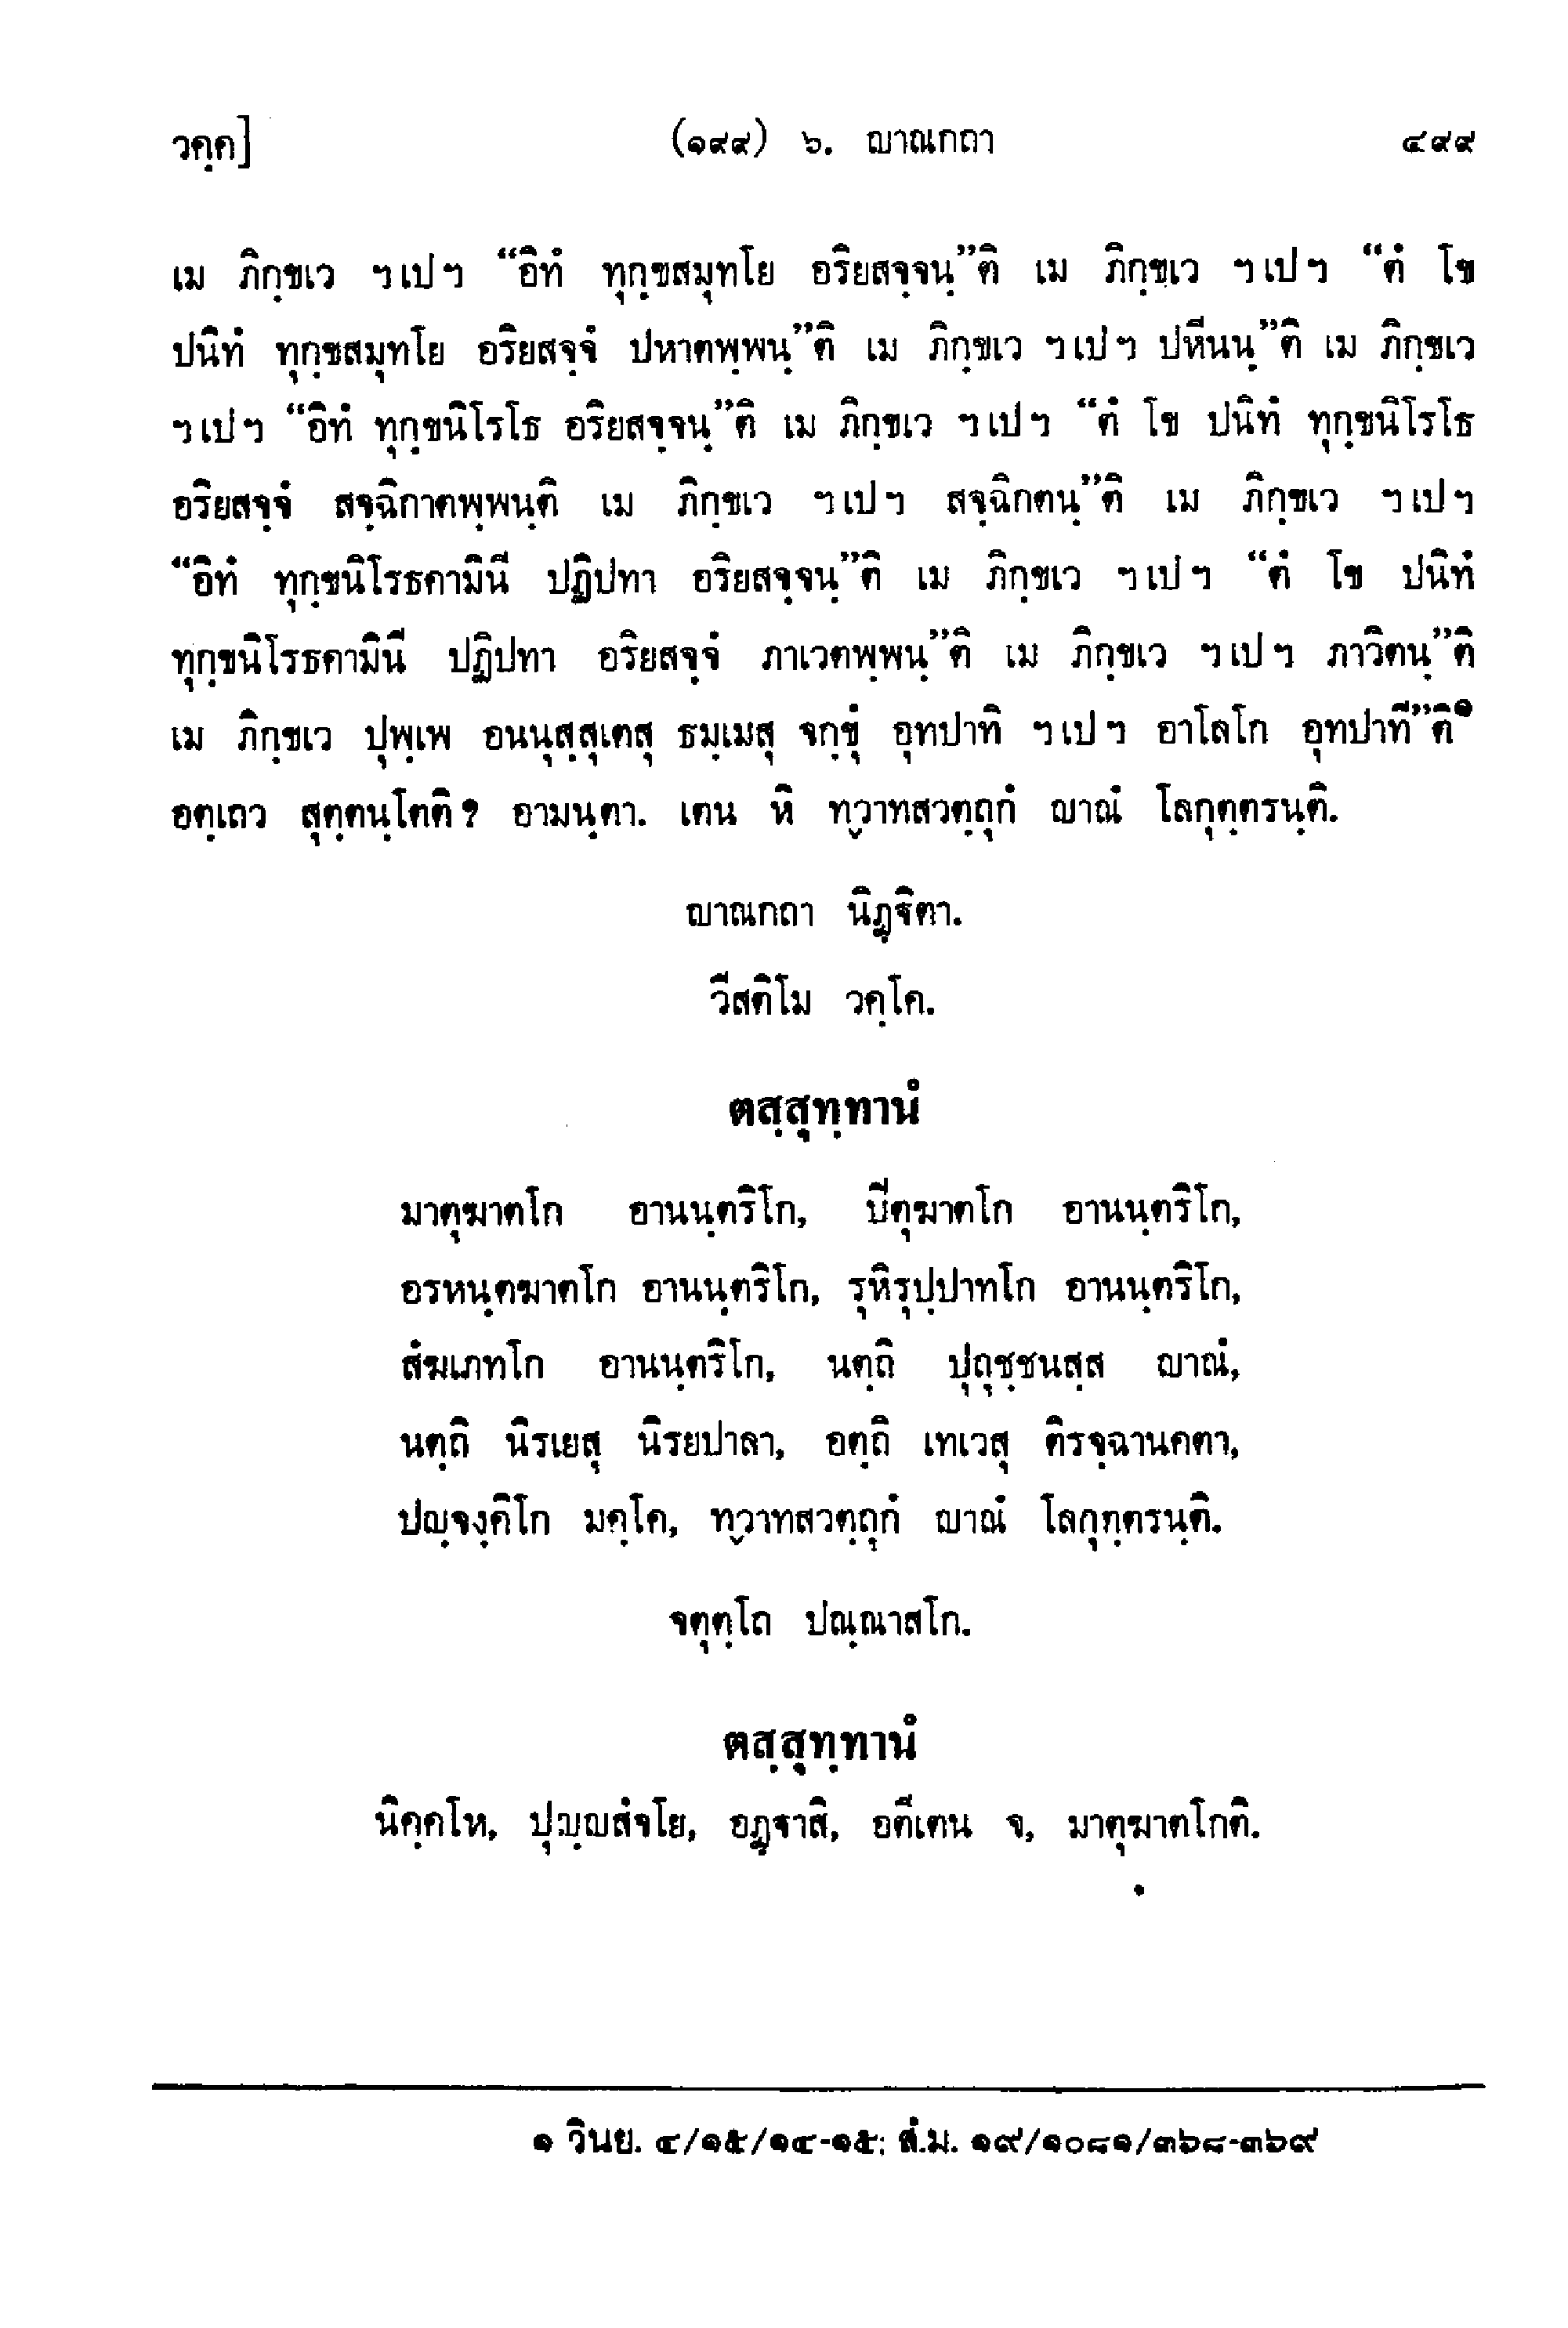 วคฺค]
(๑๙๙) ๖. ญาณกถา
๔๙๙
เม ภิกฺขเว ฯเปฯ “อิทํ ทุกฺขสมุทโย อริยสจฺจนฺ”ติ เม ภิกฺขเว ฯเปฯ “ตํ โข
ปนิทํ ทุกฺขสมุทโย อริยสจฺจํ ปหาตพฺพนฺ”ติ เม ภิกฺขเว ฯเปฯ ปหีนนฺ”ติ เม ภิกฺขเว
ฯเปฯ “อิทํ ทุกฺขนิโรโธ อริยสจฺจนฺ”ติ เม ภิกฺขเว ฯเปฯ “ตํ โข ปนิทํ ทุกฺขนิโรโธ
อริยสจฺจํ สจฺฉิกาตพฺพนฺติ เม ภิกฺขเว ฯเปฯ สจฺฉิกตนฺ”ติ เม ภิกฺขเว ฯเปฯ
“อิทํ ทุกฺขนิโรธคามินี ปฏิปทา อริยสจฺจนฺ”ติ เม ภิกฺขเว ฯเปฯ “ตํ โข ปนิทํ
ทุกฺขนิโรธคามินี ปฏิปทา อริยสจฺจํ ภาเวตพฺพนฺ”ติ เม ภิกฺขเว ฯเปฯ ภาวิตนฺ”ติ
เม ภิกฺขเว ปุพฺเพ อนนุสฺสุเตสุ ธมฺเมสุ จกฺขุํ อุทปาทิ ฯเปฯ อาโลโก อุทปาที”ติ๑
อตฺเถว สุตฺตนฺโตติ? อามนฺตา. เตน หิ ทฺวาทสวตฺถุกํ ญาณํ โลกุตฺตรนฺติ.
ญาณกถา นิฏฺฐิตา.
วีสติโม วคฺโค.
ตสฺสุทฺทานํ
มาตุฆาตโก อานนฺตริโก, ปีตุฆาตโก อานนฺตริโก,
อรหนฺตฆาตโก อานนฺตริโก, รุหิรุปฺปาทโก อานนฺตริโก,
สํฆเภทโก อานนฺตริโก, นตฺถิ ปุถุชฺชนสฺส ญาณํ,
นตฺถิ นิรเยสุ นิรยปาลา, อตฺถิ เทเวสุ ติรจฺฉานคตา,
ปญฺจงฺคิโก มคฺโค, ทฺวาทสวตฺถุกํ ญาณํ โลกุตฺตรนฺติ.
จตุตฺโถ ปณฺณาสโก.
ตสฺสุทฺทานํ
นิคฺคโห, ปุญฺญสํจโย, อฏฺฐาสิ, อตีเตน จ, มาตุฆาตโกติ.
๑ วินย. ๔/๑๕/๑๔-๑๕; สํ.ม. ๑๙/๑๐๘๑/๓๖๘-๓๖๙